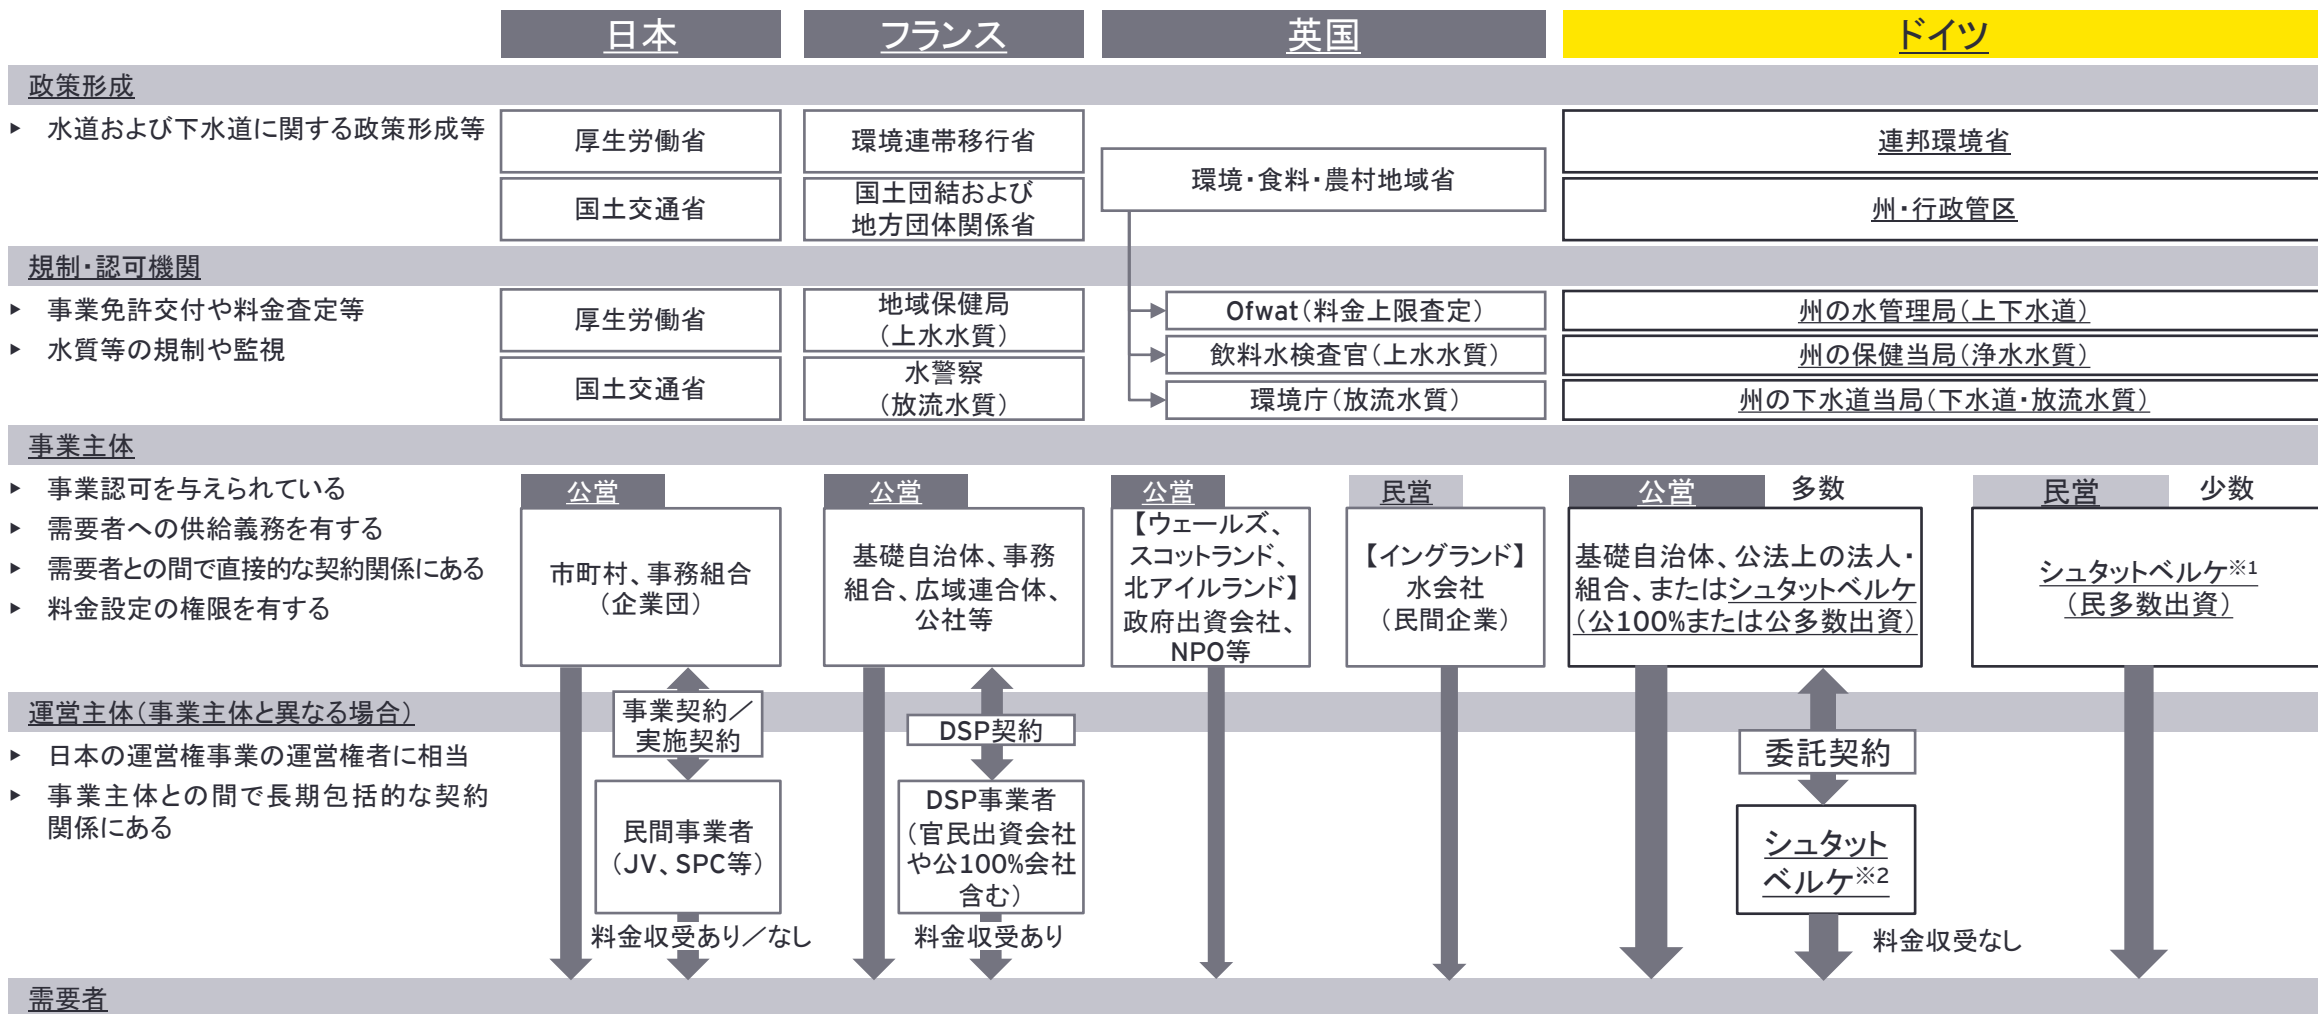 日本
フランス
英国
ドイツ
政策形成
▶ 水道および下水道に関する政策形成等
厚生労働省
国土交通省
環境連帯移行省
国土団結および
地方団体関係省
環境・食料・農村地域省
連邦環境省
州・行政管区
規制・認可機関
▶ 事業免許交付や料金査定等
▶ 水質等の規制や監視
厚生労働省
国土交通省
地域保健局
（上水水質）
水警察
（放流水質）
Ofwat（料金上限査定）
飲料水検査官（上水水質）
環境庁（放流水質）
州の水管理局（上下水道）
州の保健当局（浄水水質）
州の下水道当局（下水道・放流水質）
事業主体
▶ 事業認可を与えられている
▶ 需要者への供給義務を有する
▶ 需要者との間で直接的な契約関係にある
▶ 料金設定の権限を有する
公営
市町村、事務組合
（企業団）
公営
基礎自治体、事務
組合、広域連合体、
公社等
公営
【ウェールズ、
スコットランド、
北アイルランド】
政府出資会社、
NPO等
民営
【イングランド】
水会社
（民間企業）
公営 多数
基礎自治体、公法上の法人・
組合、またはシュタットベルケ
（公100%または公多数出資）
民営 少数
シュタットベルケ※1
（民多数出資）
運営主体（事業主体と異なる場合）
▶ 日本の運営権事業の運営権者に相当
▶ 事業主体との間で長期包括的な契約
関係にある
事業契約／
実施契約
民間事業者
（JV、SPC等）
料金収受あり／なし
DSP契約
DSP事業者
（官民出資会社
や公100%会社
含む）
料金収受あり
委託契約
シュタット
ベルケ※2
料金収受なし
需要者